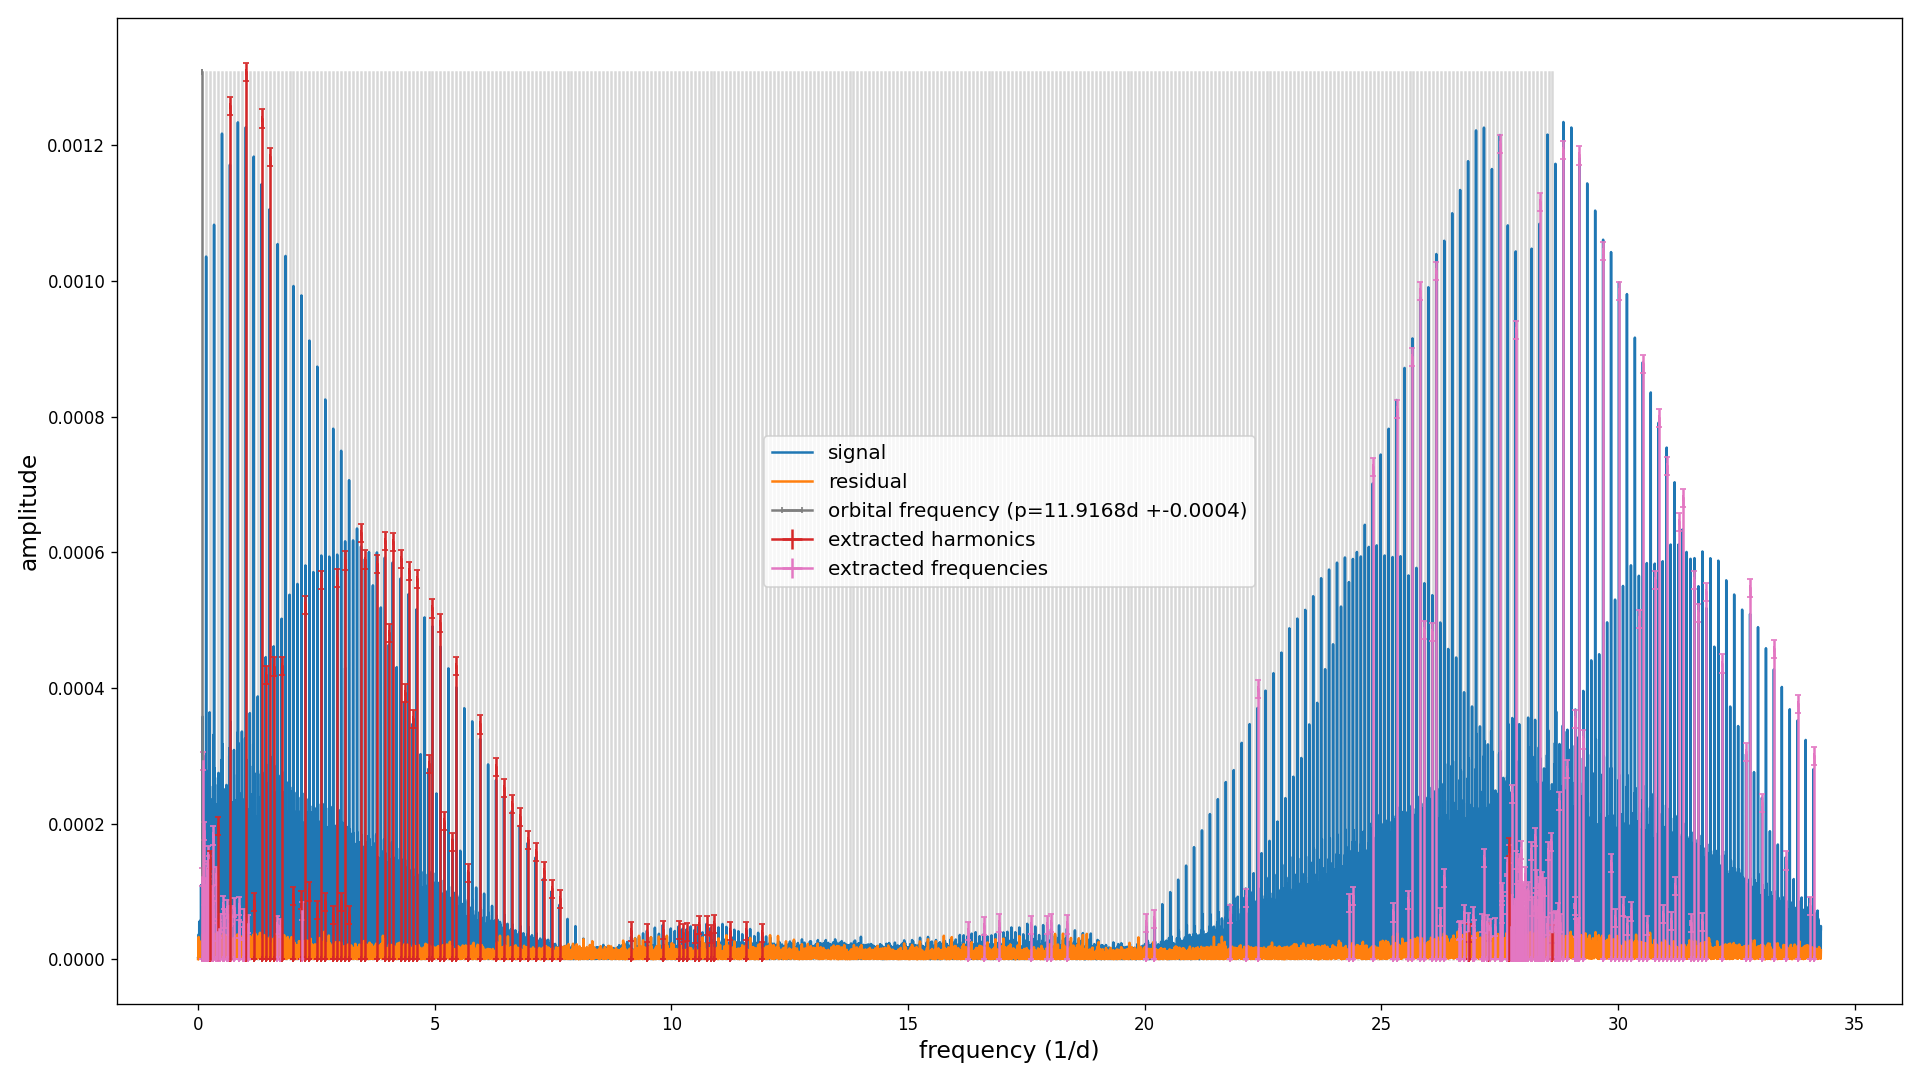 amplitude
0.0012
0.0010
0.0008
0.0006
0.0004
0.0002
0.0000
signal
residual
orbital frequency (p=11.9168d +-0.0004)
extracted harmonics
extracted frequencies
0 5 10 15 20 25 30 35
frequency (1/d)